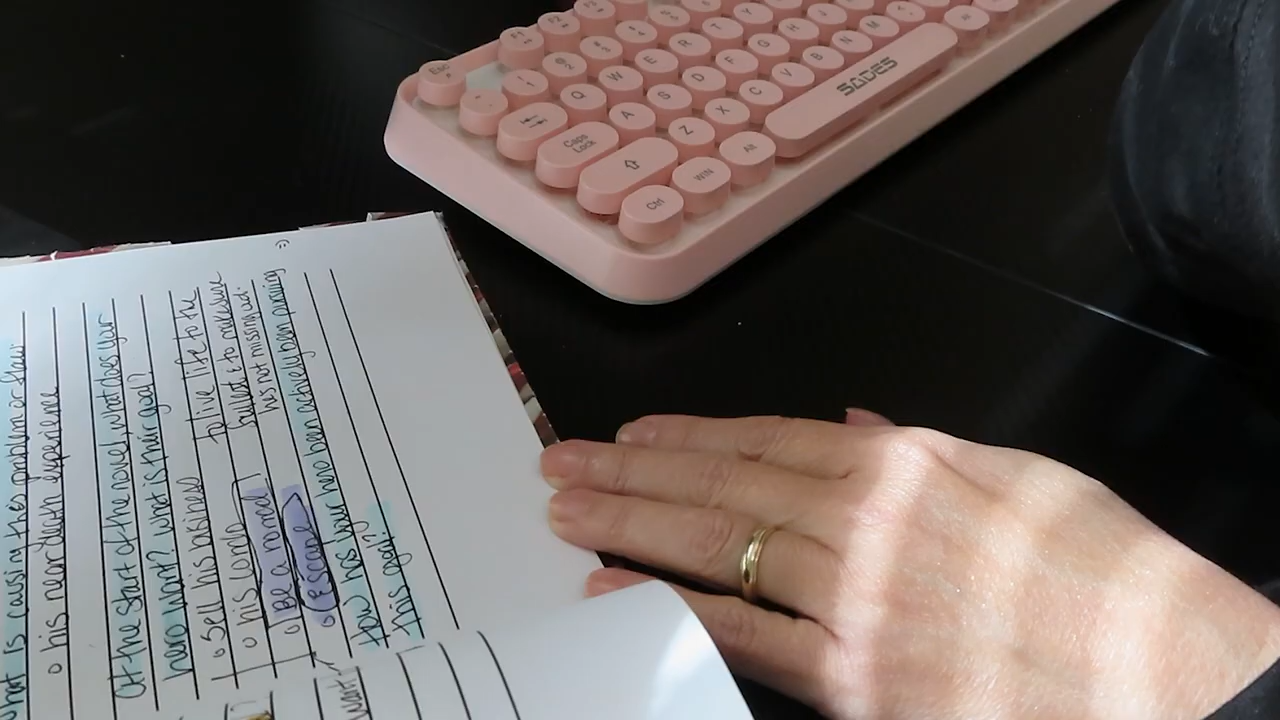 what is causing this problem or flaw?
o his near death experience
at the start of the novel, what does your
hero want? what is their goal?
o Sell his business
o his
to live life to the
fullest & to make sure
he's not missing out.
o Be a nomad
o Escape
How has your hero been actively been pursuing
this goal?
:)
Esc
F1
F2
Q
W
E
R
T
Y
Caps Lock
A
S
D
F
G
H
J
K
Z
X
C
V
B
N
M
Ctrl
WIN
Alt
SADES